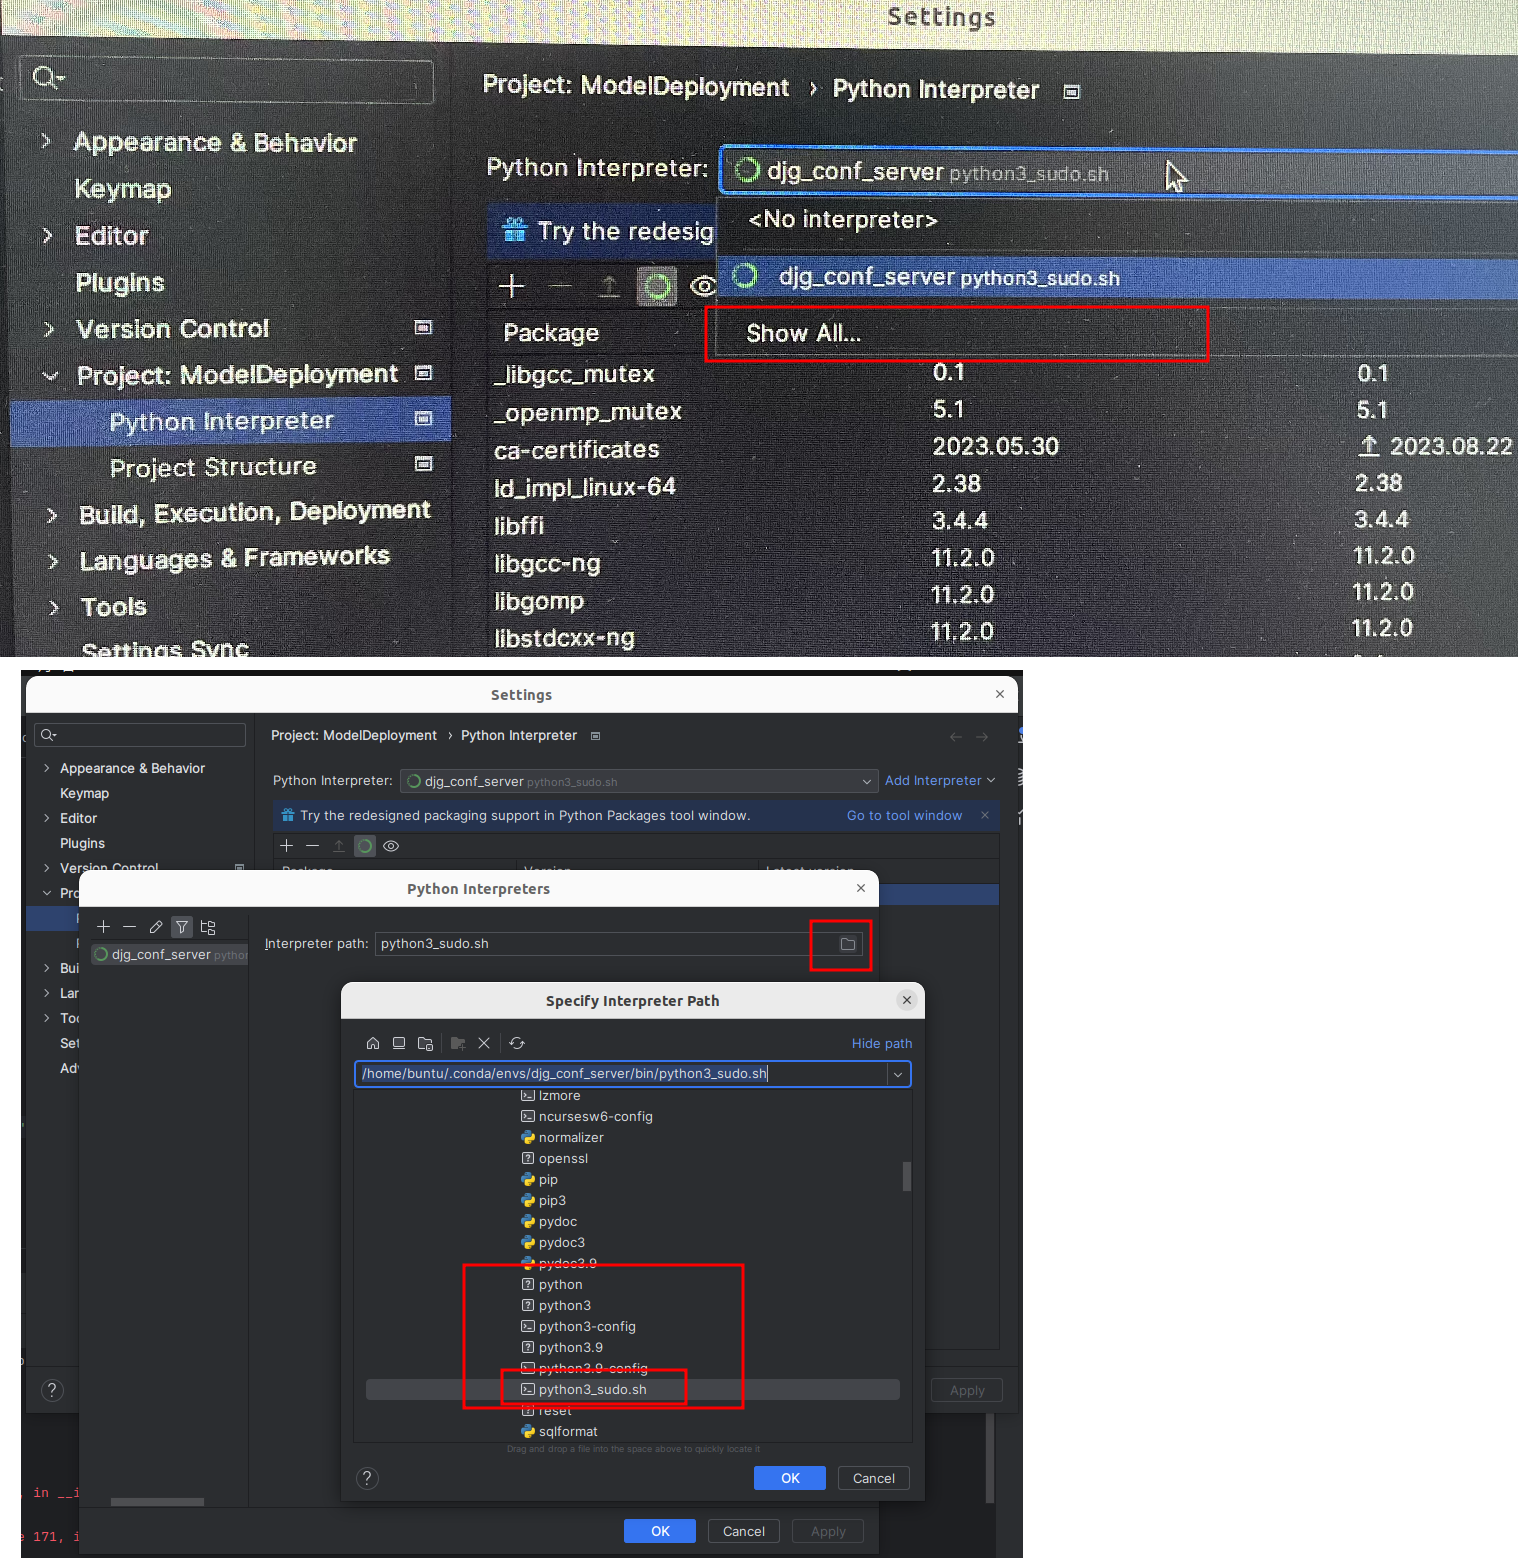 Settings
Project: ModelDeployment › Python Interpreter
Appearance & Behavior
Keymap
Editor
Plugins
Version Control
Project: ModelDeployment
Python Interpreter
Project Structure
Build, Execution, Deployment
Languages & Frameworks
Tools
Settings Sync
Python Interpreter: djg_conf_server python3_sudo.sh
<No interpreter>
Try the redesig
djg_conf_server python3_sudo.sh
Show All...
Package
_libgcc_mutex 0.1 0.1
_openmp_mutex 5.1 5.1
ca-certificates 2023.05.30 2023.08.22
ld_impl_linux-64 2.38 2.38
libffi 3.4.4 3.4.4
libgcc-ng 11.2.0 11.2.0
libgomp 11.2.0 11.2.0
libstdcxx-ng 11.2.0 11.2.0
Settings
Project: ModelDeployment › Python Interpreter
Appearance & Behavior
Keymap
Editor
Plugins
Version Control
Pro
Bui
Lar
Too
Set
Ad
Python Interpreter: djg_conf_server python3_sudo.sh Add Interpreter
Try the redesigned packaging support in Python Packages tool window. Go to tool window
Package Version Latest version
Python Interpreters
djg_conf_server python
Interpreter path: python3_sudo.sh
Specify Interpreter Path
Hide path
/home/buntu/.conda/envs/djg_conf_server/bin/python3_sudo.sh
lzmore
ncursesw6-config
normalizer
openssl
pip
pip3
pydoc
pydoc3
pydoc3.9
python
python3
python3-config
python3.9
python3.9-config
python3_sudo.sh
reset
sqlformat
Drag and drop a file into the space above to quickly locate it
? OK Cancel
? Apply
in __i
171, i
OK Cancel Apply